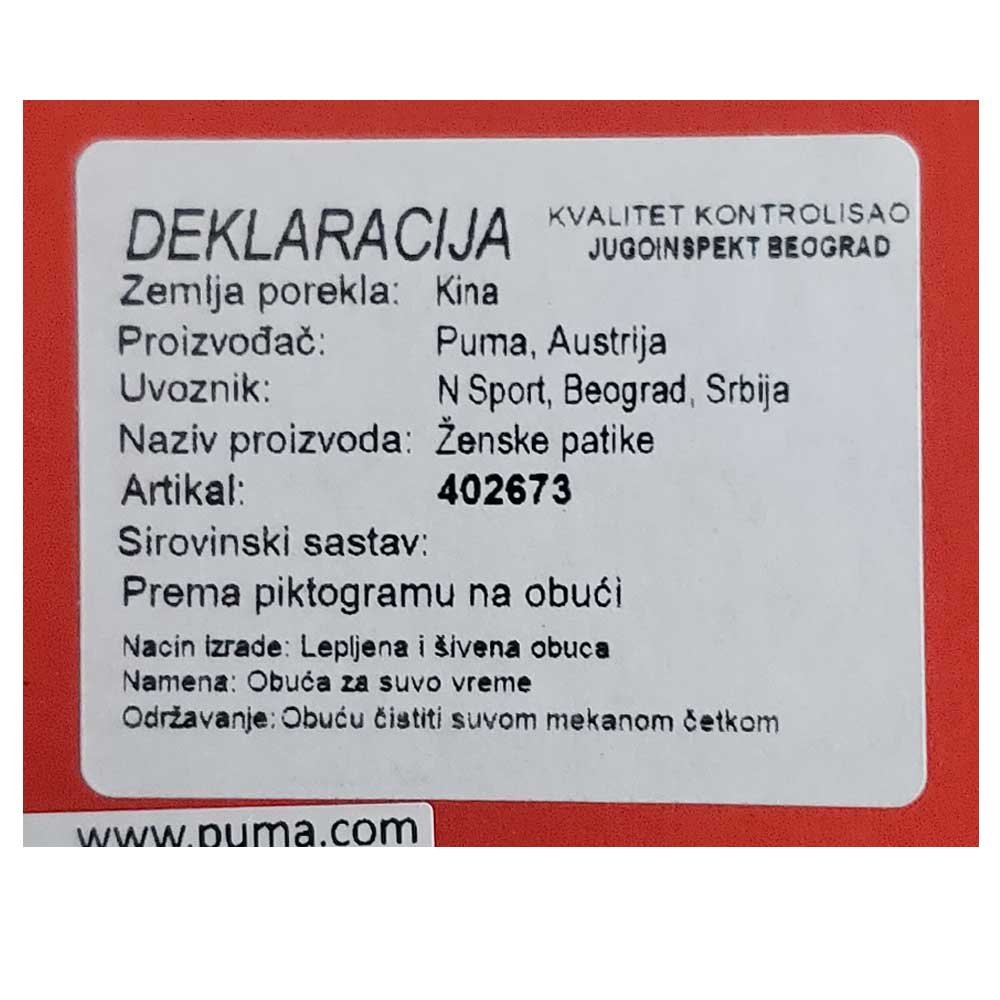 DEKLARACIJA
KVALITET KONTROLISAO
JUGOINSPEKT BEOGRAD
Zemlja porekla: Kina
Proizvođač: Puma, Austrija
Uvoznik: N Sport, Beograd, Srbija
Naziv proizvoda: Ženske patike
Artikal: 402673
Sirovinski sastav:
Prema piktogramu na obući
Nacin izrade: Lepljena i šivena obuca
Namena: Obuća za suvo vreme
Održavanje: Obuću čistiti suvom mekanom četkom
www.puma.com